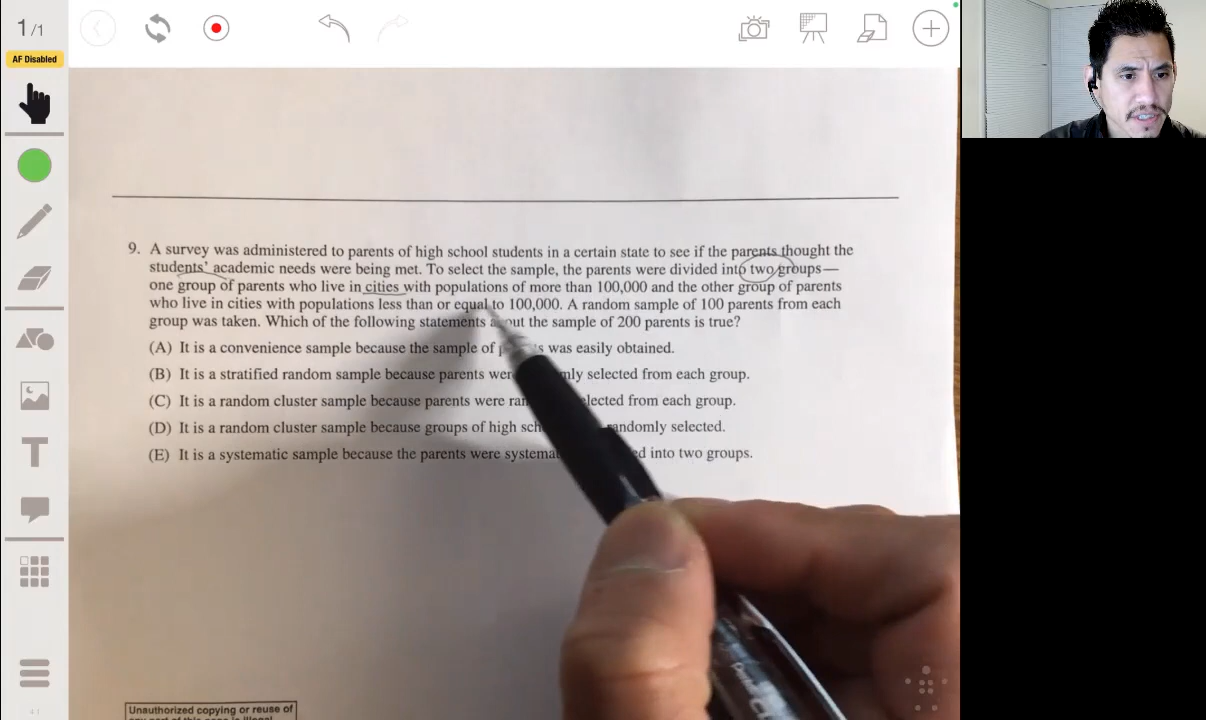 1/1
AF Disabled
9. A survey was administered to parents of high school students in a certain state to see if the parents thought the
students' academic needs were being met. To select the sample, the parents were divided into two groups—
one group of parents who live in cities with populations of more than 100,000 and the other group of parents
who live in cities with populations less than or equal to 100,000. A random sample of 100 parents from each
group was taken. Which of the following statements about the sample of 200 parents is true?
(A) It is a convenience sample because the sample of was easily obtained.
(B) It is a stratified random sample because parents selected from each group.
(C) It is a random cluster sample because parents were from each group.
(D) It is a random cluster sample because groups of high randomly selected.
(E) It is a systematic sample because the parents were into two groups.
T
Unauthorized copying or reuse of